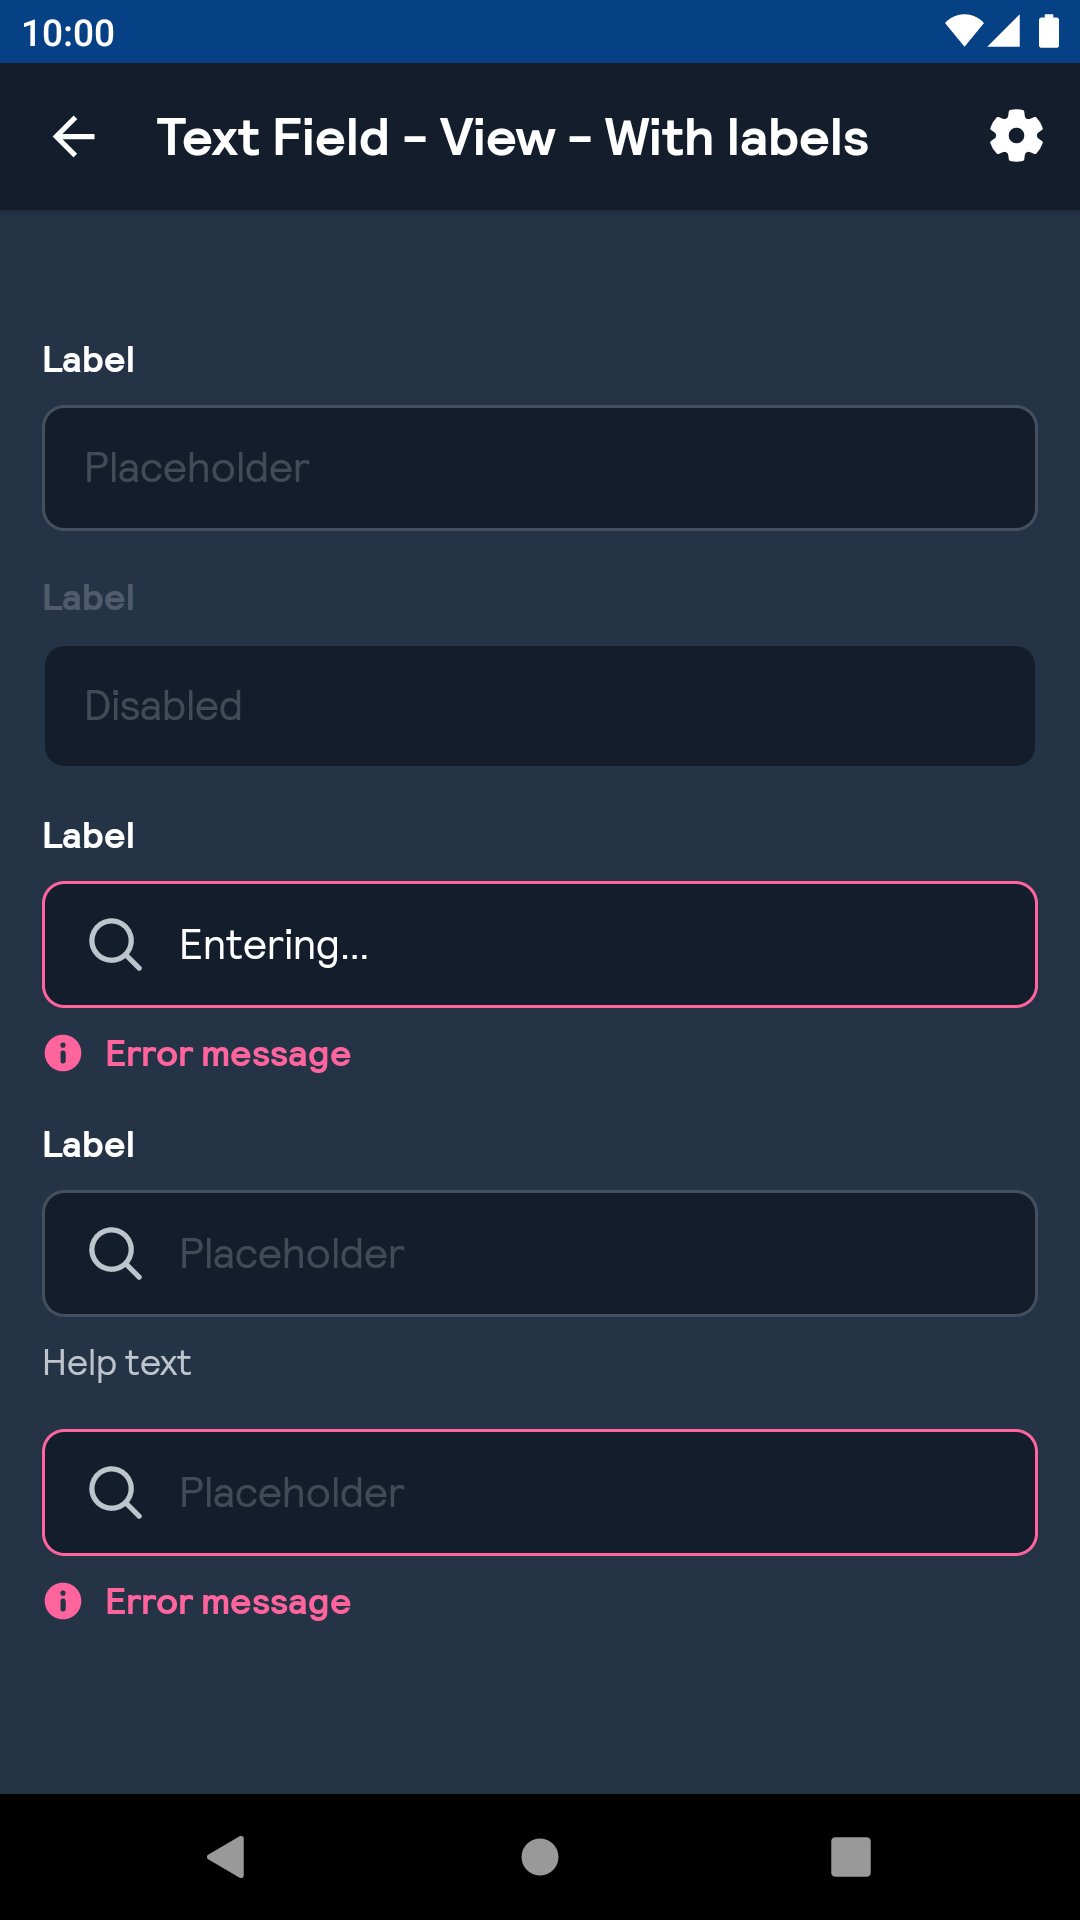 10:00
Text Field - View - With labels
Label
Placeholder
Label
Disabled
Label
Entering...
Error message
Label
Placeholder
Help text
Placeholder
Error message